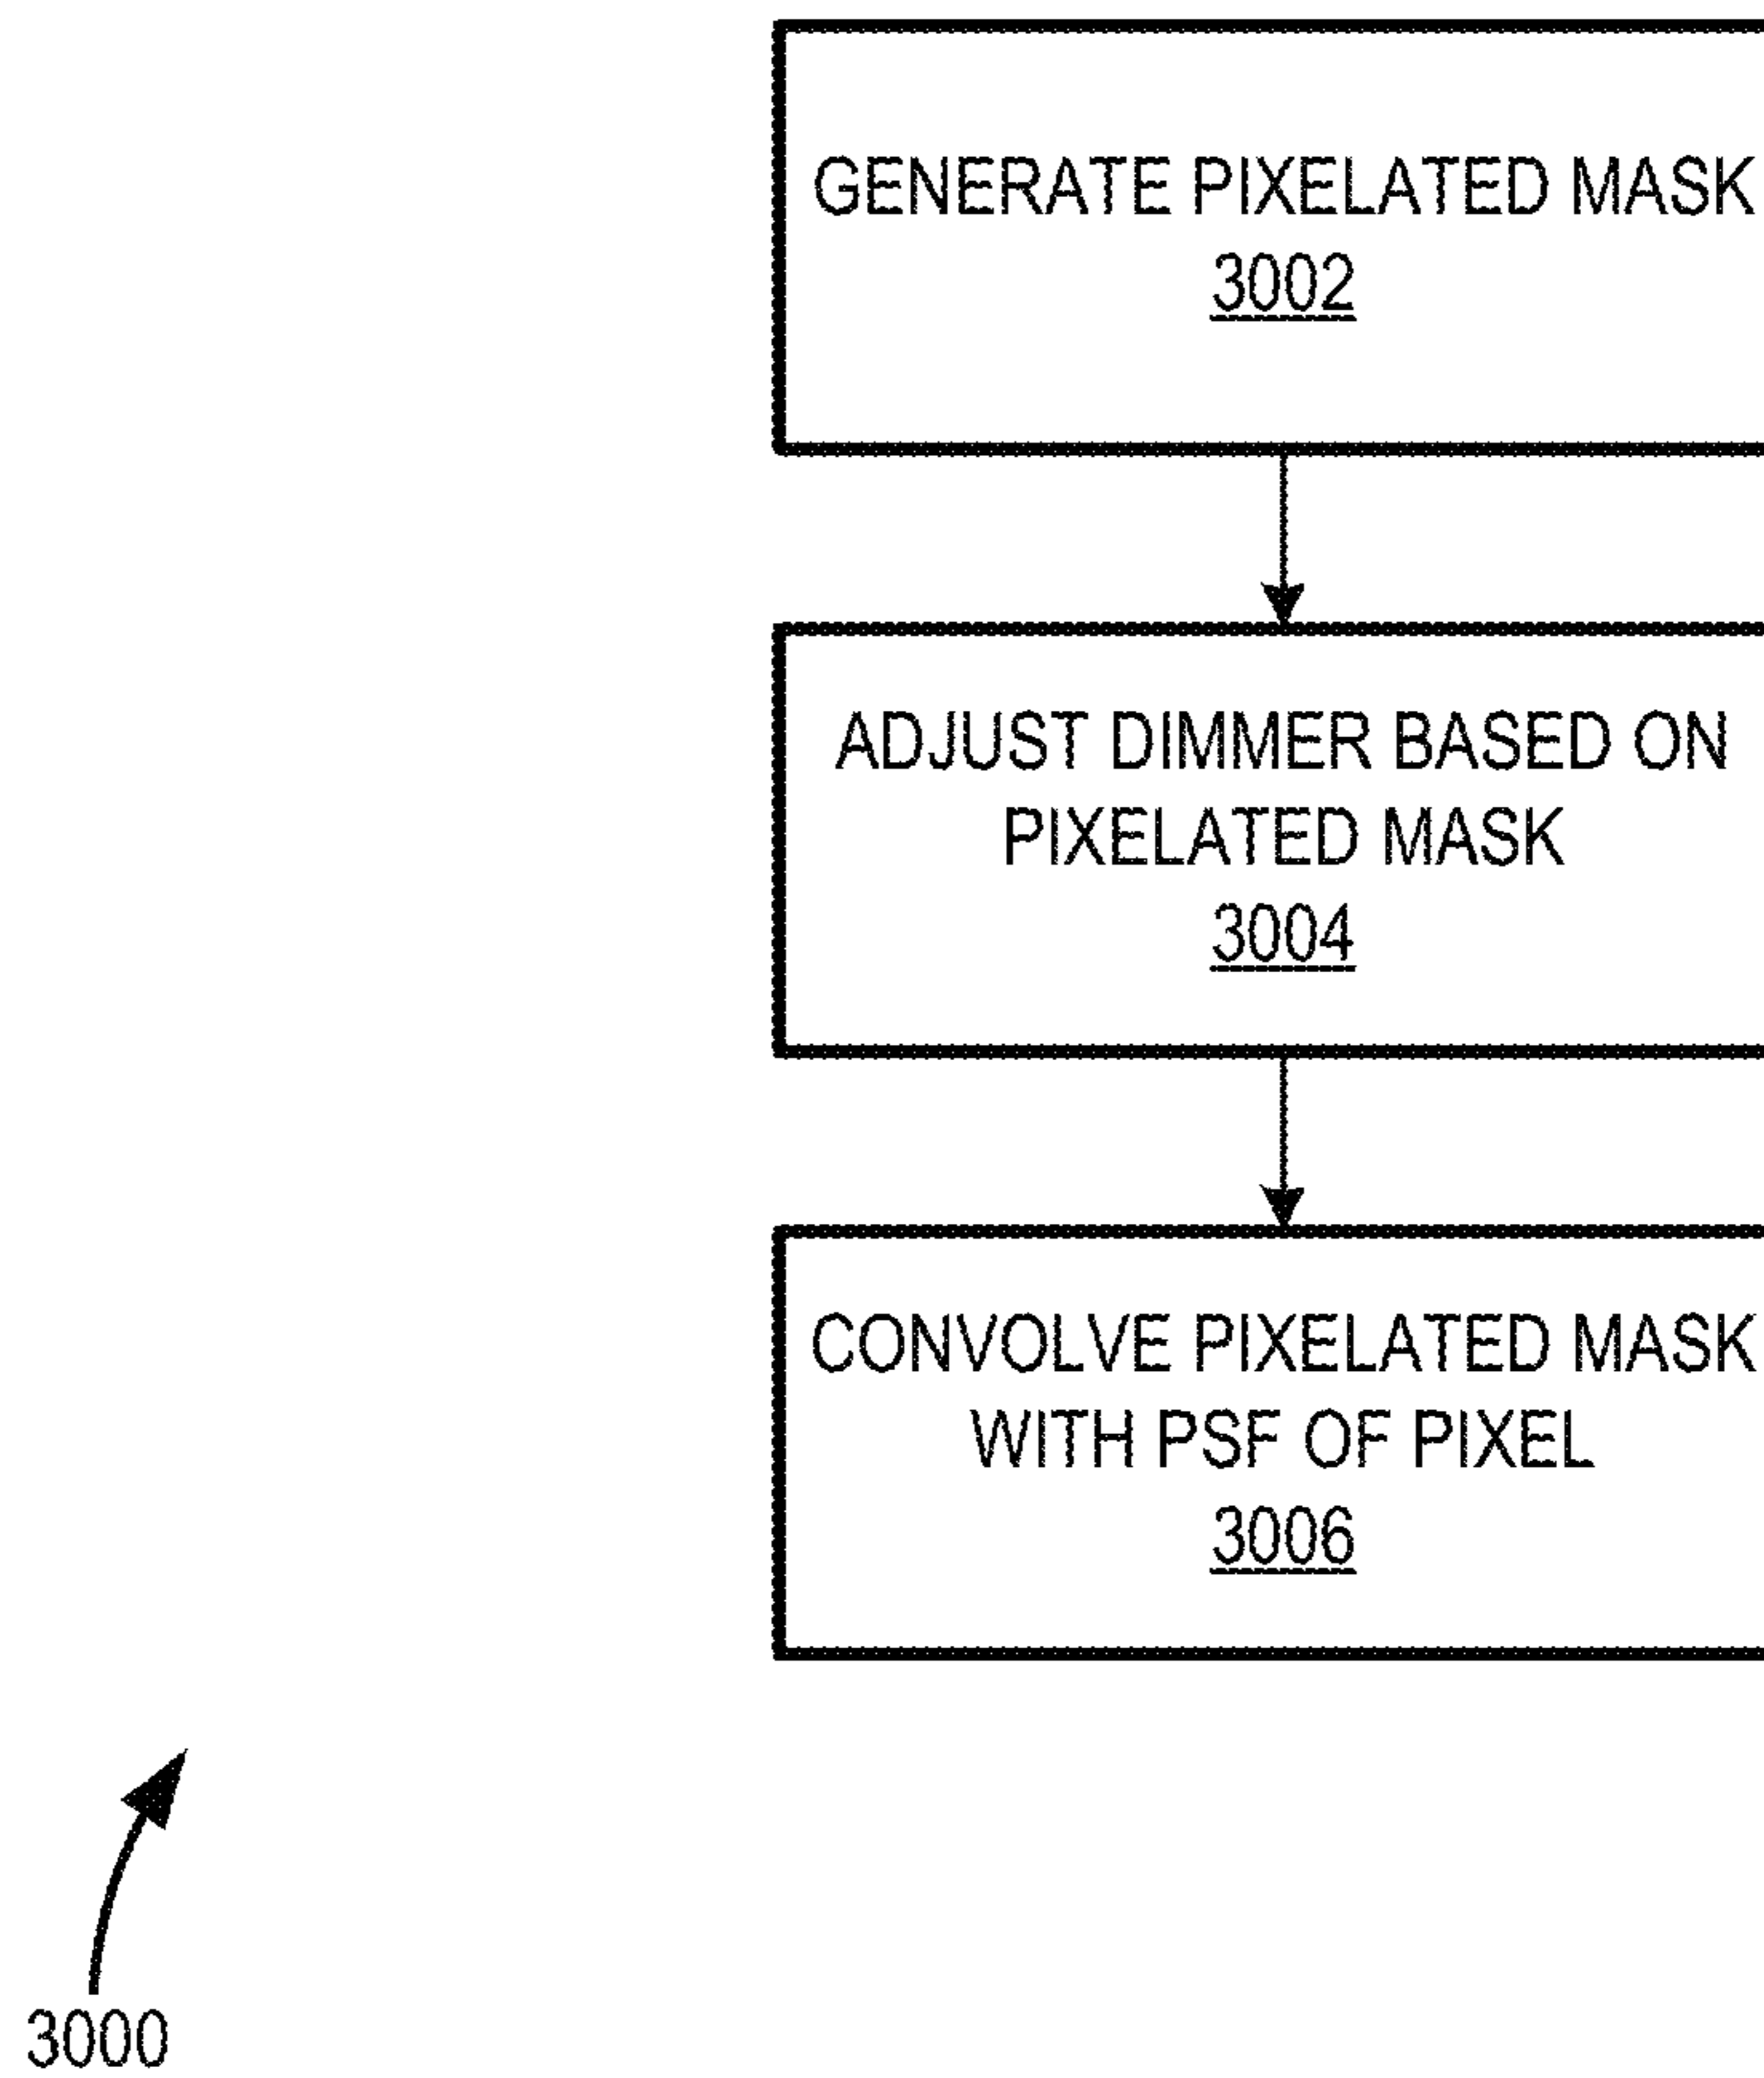 GENERATE PIXELATED MASK
3002
ADJUST DIMMER BASED ON
PIXELATED MASK
3004
CONVOLVE PIXELATED MASK
WITH PSF OF PIXEL
3006
3000